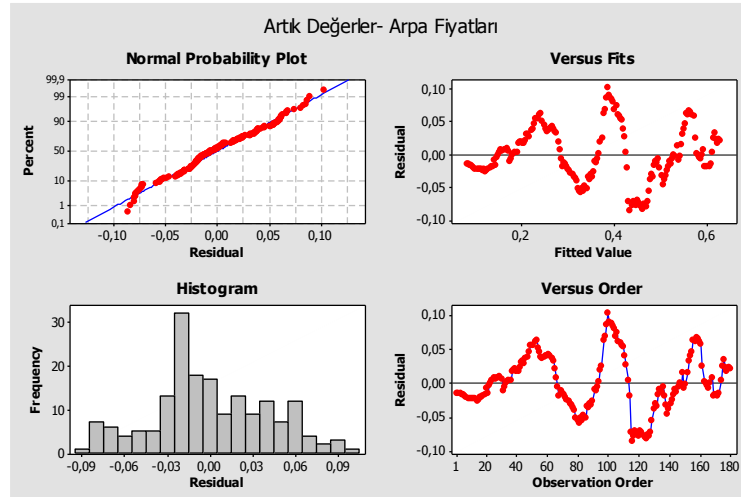 Artık Değerler- Arpa Fiyatları
Normal Probability Plot
99,9
99
90
50
10
1
0,1
Percent
-0,10 -0,05 0,00 0,05 0,10
Residual
Versus Fits
0,10
0,05
0,00
-0,05
-0,10
Residual
0,2 0,4 0,6
Fitted Value
Histogram
30
20
10
0
Frequency
-0,09 -0,06 -0,03 0,00 0,03 0,06 0,09
Residual
Versus Order
0,10
0,05
0,00
-0,05
-0,10
Residual
1 20 40 60 80 100 120 140 160 180
Observation Order